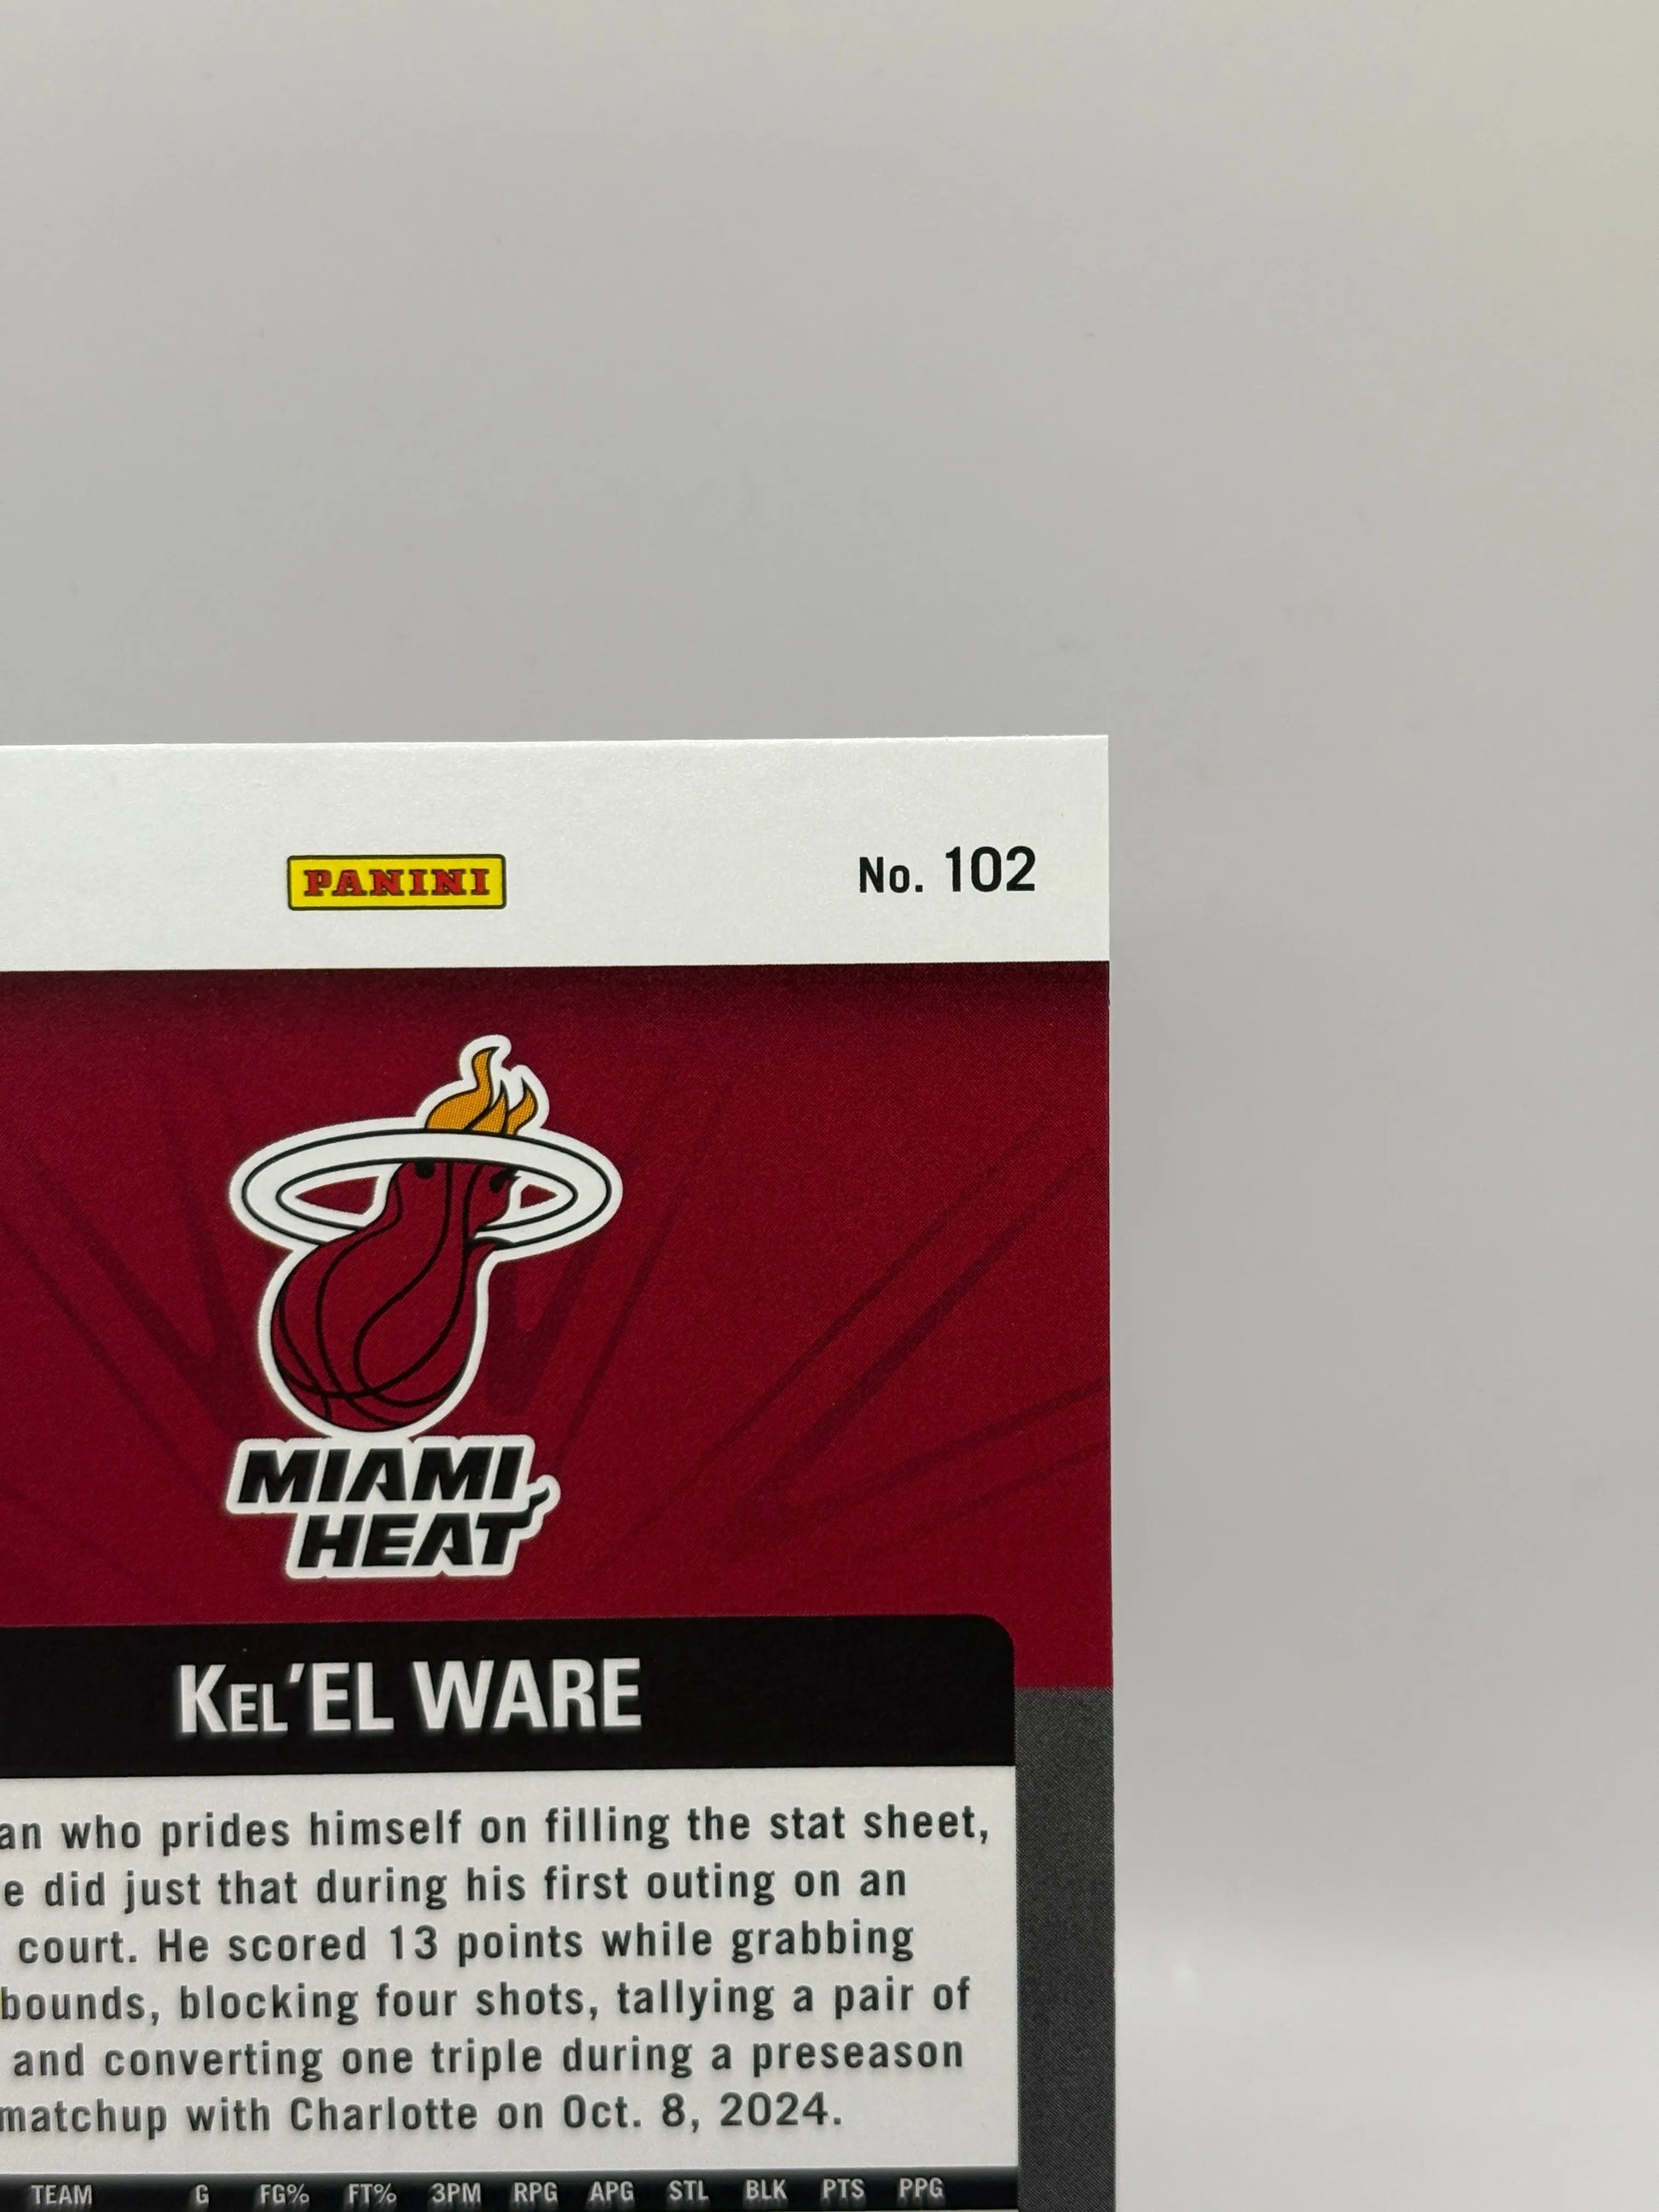 PANINI
No. 102
MIAMI
HEAT
KEL'EL WARE
who prides himself on filling the stat sheet,
did just that during his first outing on an
court. He scored 13 points while grabbing
blocking four shots, tallying a pair of
and converting one triple during a preseason
matchup with Charlotte on Oct. 8, 2024.
TEAM G FG% FT% 3PM RPG APG STL BLK PTS PPG